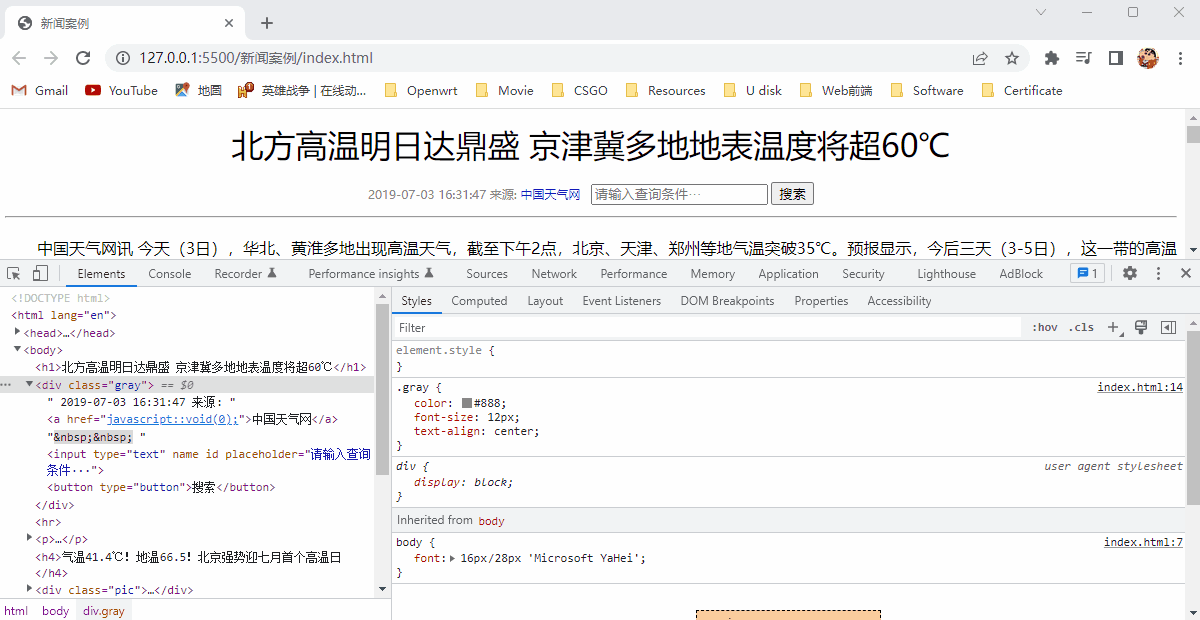 新闻案例
127.0.0.1:5500/新闻案例/index.html
Gmail YouTube 地图 英雄战争 | 在线动... Openwrt Movie CSGO Resources U disk Web前端 Software Certificate
北方高温明日达鼎盛 京津冀多地地表温度将超60℃
2019-07-03 16:31:47 来源: 中国天气网 请输入查询条件··· 搜索
中国天气网讯 今天（3日），华北、黄淮多地出现高温天气，截至下午2点，北京、天津、郑州等地气温突破35℃。预报显示，今后三天（3-5日），这一带的高温
Elements Console Recorder Performance insights Sources Network Performance Memory Application Security Lighthouse AdBlock 1
<!DOCTYPE html>
<html lang="en">
<head>…</head>
<body>
<h1>北方高温明日达鼎盛 京津冀多地地表温度将超60℃</h1>
<div class="gray"> == $0
" 2019-07-03 16:31:47 来源: "
<a href="javascript::void(0);">中国天气网</a>
"&nbsp;&nbsp; "
<input type="text" name id placeholder="请输入查询
条件···">
<button type="button">搜索</button>
</div>
<hr>
<p>…</p>
<h4>气温41.4℃! 地温66.5! 北京强势迎七月首个高温日
</h4>
<div class="pic">…</div>
html body div.gray
Styles Computed Layout Event Listeners DOM Breakpoints Properties Accessibility
Filter :hov .cls
element.style {
}
.gray { index.html:14
color: #888;
font-size: 12px;
text-align: center;
}
div { user agent stylesheet
display: block;
}
Inherited from body
body { index.html:7
font: 16px/28px 'Microsoft YaHei';
}